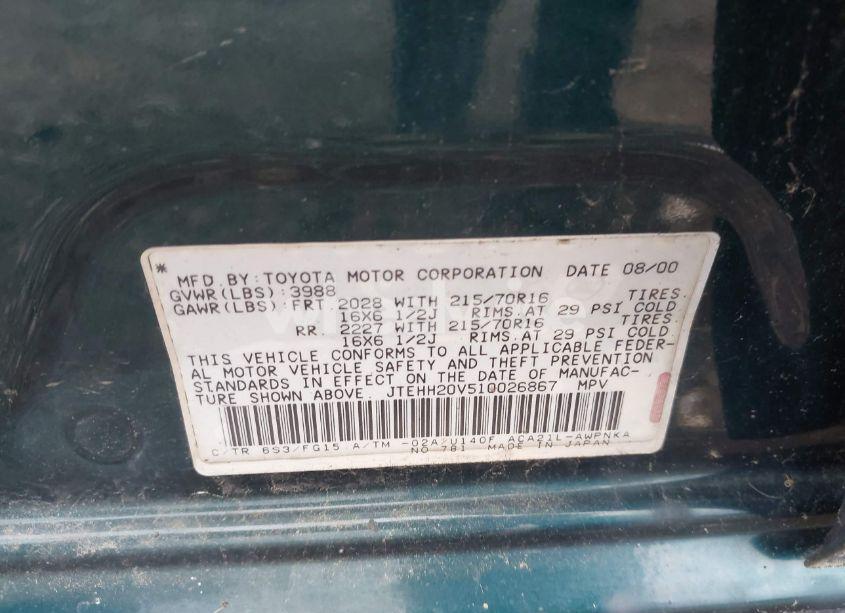 * MFD. BY: TOYOTA MOTOR CORPORATION DATE 08/00
GVWR(LBS): 3988
GAWR(LBS): FRT. 2028 WITH 215/70R16 TIRES.
16X6 1/2J RIMS.AT 29 PSI COLD
RR. 2227 WITH 215/70R16 TIRES.
16X6 1/2J RIMS.AT 29 PSI COLD
THIS VEHICLE CONFORMS TO ALL APPLICABLE FEDER-
AL MOTOR VEHICLE SAFETY AND THEFT PREVENTION
STANDARDS IN EFFECT ON THE DATE OF MANUFAC-
TURE SHOWN ABOVE. JTEHH20V510026867 MPV
C/TR 6S3/FG15 A/TM -02A/U140F ACA21L-AWPNKA
NO 781 MADE IN JAPAN